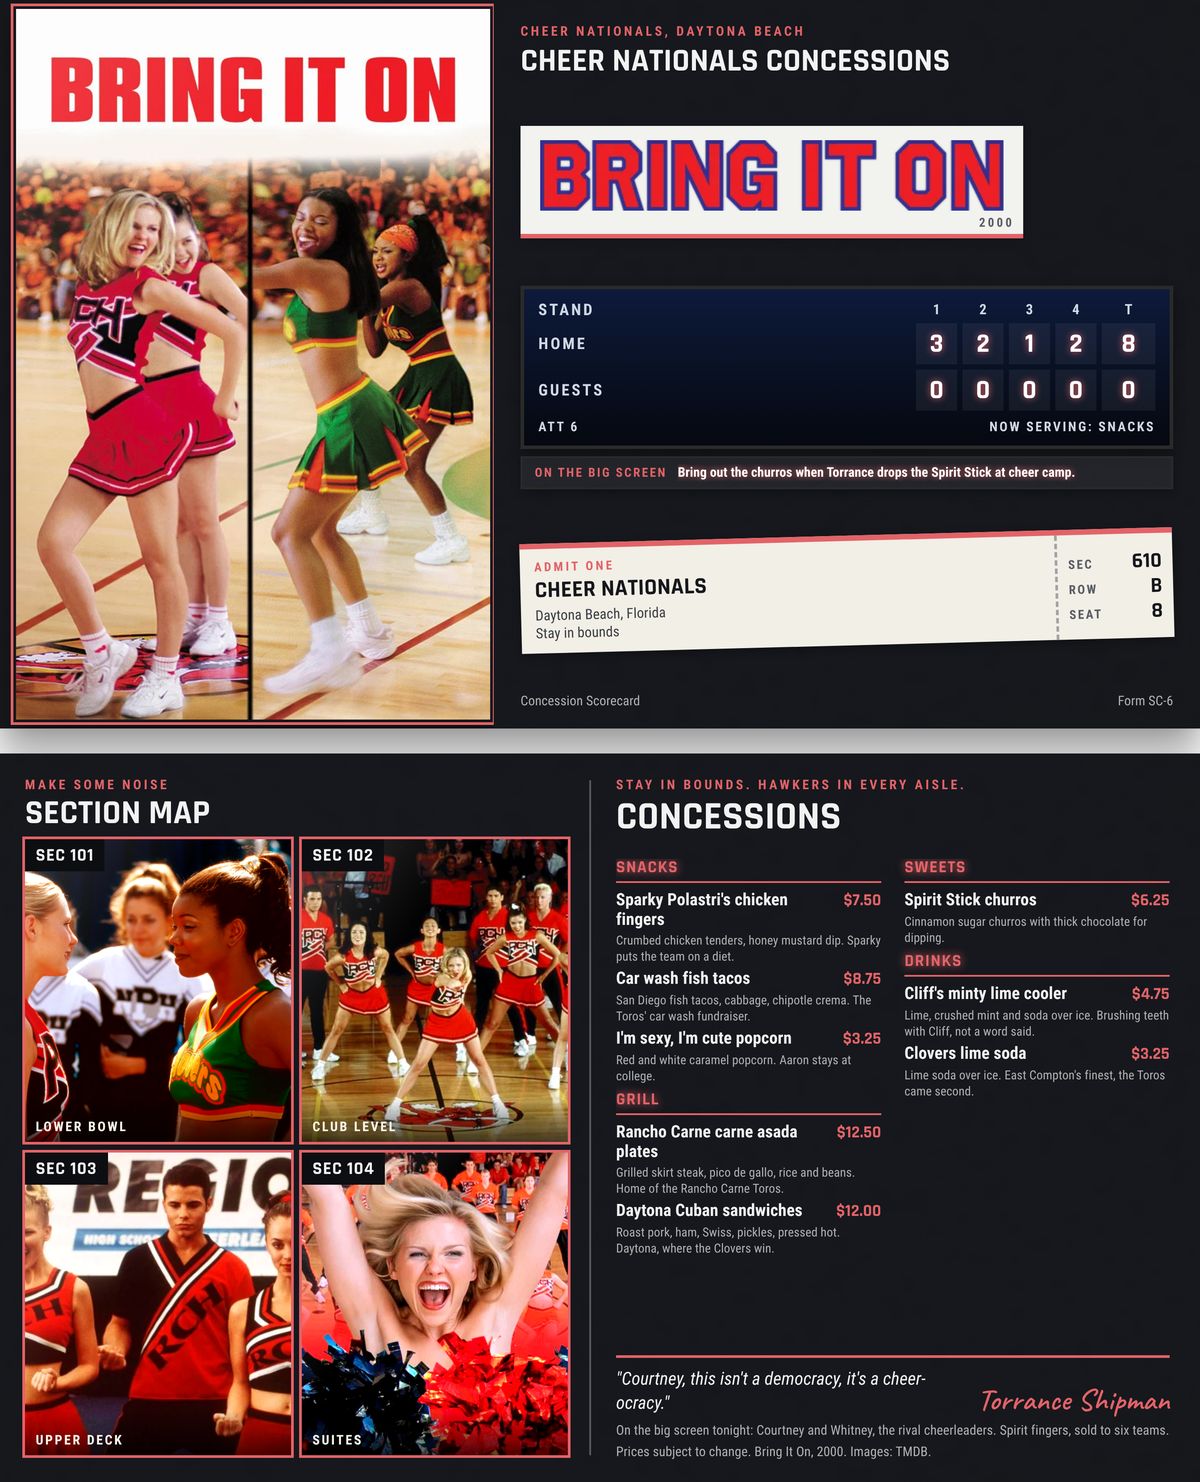 BRING IT ON
CHEER NATIONALS, DAYTONA BEACH
CHEER NATIONALS CONCESSIONS
BRING IT ON
2000
STAND 1 2 3 4 T
HOME 3 2 1 2 8
GUESTS 0 0 0 0 0
ATT 6 NOW SERVING: SNACKS
ON THE BIG SCREEN Bring out the churros when Torrance drops the Spirit Stick at cheer camp.
ADMIT ONE
CHEER NATIONALS
Daytona Beach, Florida
Stay in bounds
SEC 610
ROW B
SEAT 8
Concession Scorecard
Form SC-6
MAKE SOME NOISE
SECTION MAP
SEC 101
LOWER BOWL
SEC 102
CLUB LEVEL
SEC 103
REGIO
HIGH SCHO
RCH
UPPER DECK
SEC 104
SUITES
STAY IN BOUNDS. HAWKERS IN EVERY AISLE.
CONCESSIONS
SNACKS
Sparky Polastri's chicken $7.50
fingers
Crumbed chicken tenders, honey mustard dip. Sparky
puts the team on a diet.
Car wash fish tacos $8.75
San Diego fish tacos, cabbage, chipotle crema. The
Toros' car wash fundraiser.
I'm sexy, I'm cute popcorn $3.25
Red and white caramel popcorn. Aaron stays at
college.
GRILL
Rancho Carne carne asada $12.50
plates
Grilled skirt steak, pico de gallo, rice and beans.
Home of the Rancho Carne Toros.
Daytona Cuban sandwiches $12.00
Roast pork, ham, Swiss, pickles, pressed hot.
Daytona, where the Clovers win.
SWEETS
Spirit Stick churros $6.25
Cinnamon sugar churros with thick chocolate for
dipping.
DRINKS
Cliff's minty lime cooler $4.75
Lime, crushed mint and soda over ice. Brushing teeth
with Cliff, not a word said.
Clovers lime soda $3.25
Lime soda over ice. East Compton's finest, the Toros
came second.
"Courtney, this isn't a democracy, it's a cheer-
ocracy."
Torrance Shipman
On the big screen tonight: Courtney and Whitney, the rival cheerleaders. Spirit fingers, sold to six teams.
Prices subject to change. Bring It On, 2000. Images: TMDB.